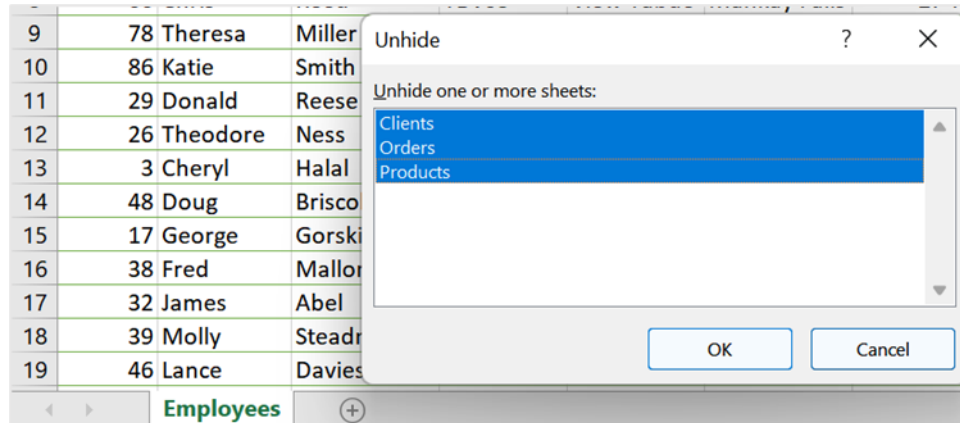 9 78 Theresa Miller
10 86 Katie Smith
11 29 Donald Reese
12 26 Theodore Ness
13 3 Cheryl Halal
14 48 Doug Brisco
15 17 George Gorski
16 38 Fred Mallor
17 32 James Abel
18 39 Molly Steadr
19 46 Lance Davies
Employees
Unhide ?
Unhide one or more sheets:
Clients
Orders
Products
OK Cancel